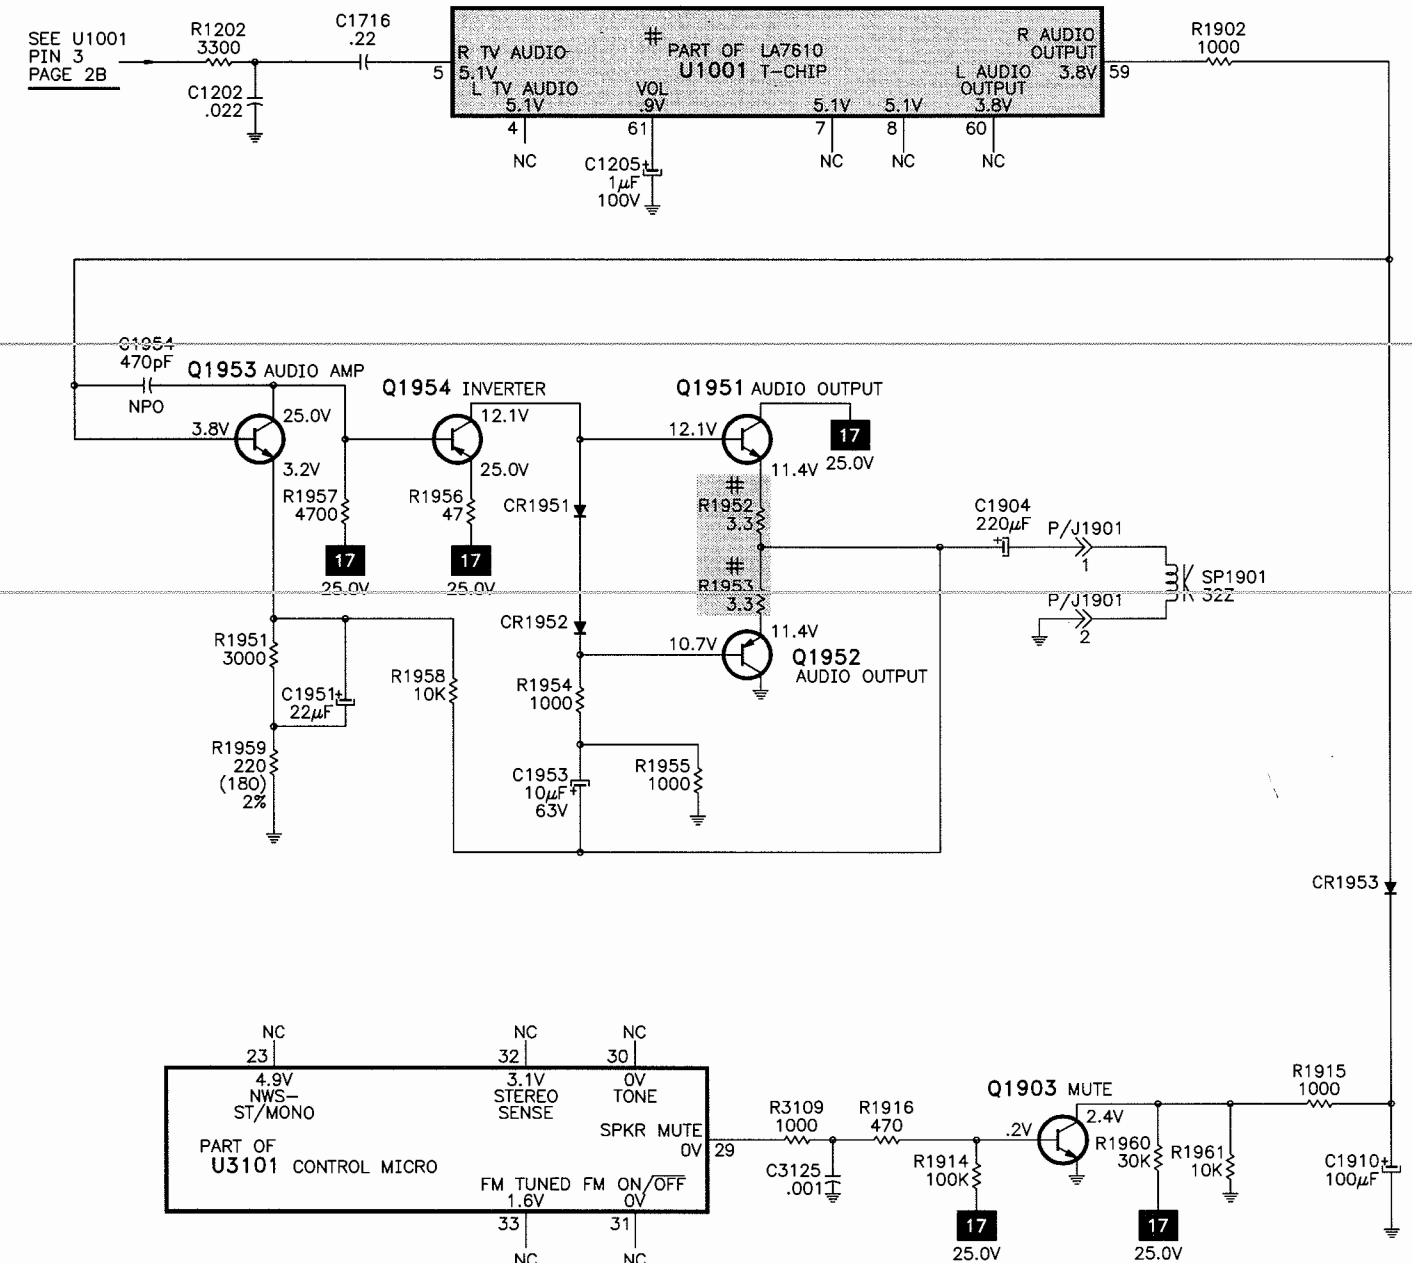 SEE U1001
PIN 3
PAGE 2B
R1202
3300
C1716
.22
C1202
.022
5
R TV AUDIO
5.1V
L TV AUDIO
5.1V
4
NC
#
PART OF LA7610
U1001 T-CHIP
VOL
.9V
61
C1205+
1µF
100V
5.1V
7
NC
5.1V
8
NC
R AUDIO
OUTPUT
3.8V
59
L AUDIO
OUTPUT
3.8V
60
NC
R1902
1000
C1954
470pF
NPO
Q1953 AUDIO AMP
25.0V
3.8V
3.2V
Q1954 INVERTER
12.1V
25.0V
R1957
4700
17
25.0V
R1956
47
17
25.0V
CR1951
CR1952
Q1951 AUDIO OUTPUT
12.1V
11.4V
17
25.0V
#
R1952
3.3
#
R1953
3.3
11.4V
10.7V
Q1952
AUDIO OUTPUT
C1904
220µF
+
P/J1901
1
P/J1901
2
SP1901
32Z
R1951
3000
C1951+
22µF
R1958
10K
R1954
1000
R1959
220
(180)
2%
C1953
10µF+
63V
R1955
1000
CR1953
NC
23
4.9V
NWS-
ST/MONO
NC
32
3.1V
STEREO
SENSE
NC
30
0V
TONE
SPKR MUTE
0V
29
PART OF
U3101 CONTROL MICRO
FM TUNED
1.6V
33
NC
FM ON/OFF
0V
31
NC
R3109
1000
R1916
470
C3125
.001
R1914
100K
17
25.0V
Q1903 MUTE
.2V
2.4V
R1960
30K
17
25.0V
R1961
10K
R1915
1000
C1910+
100µF